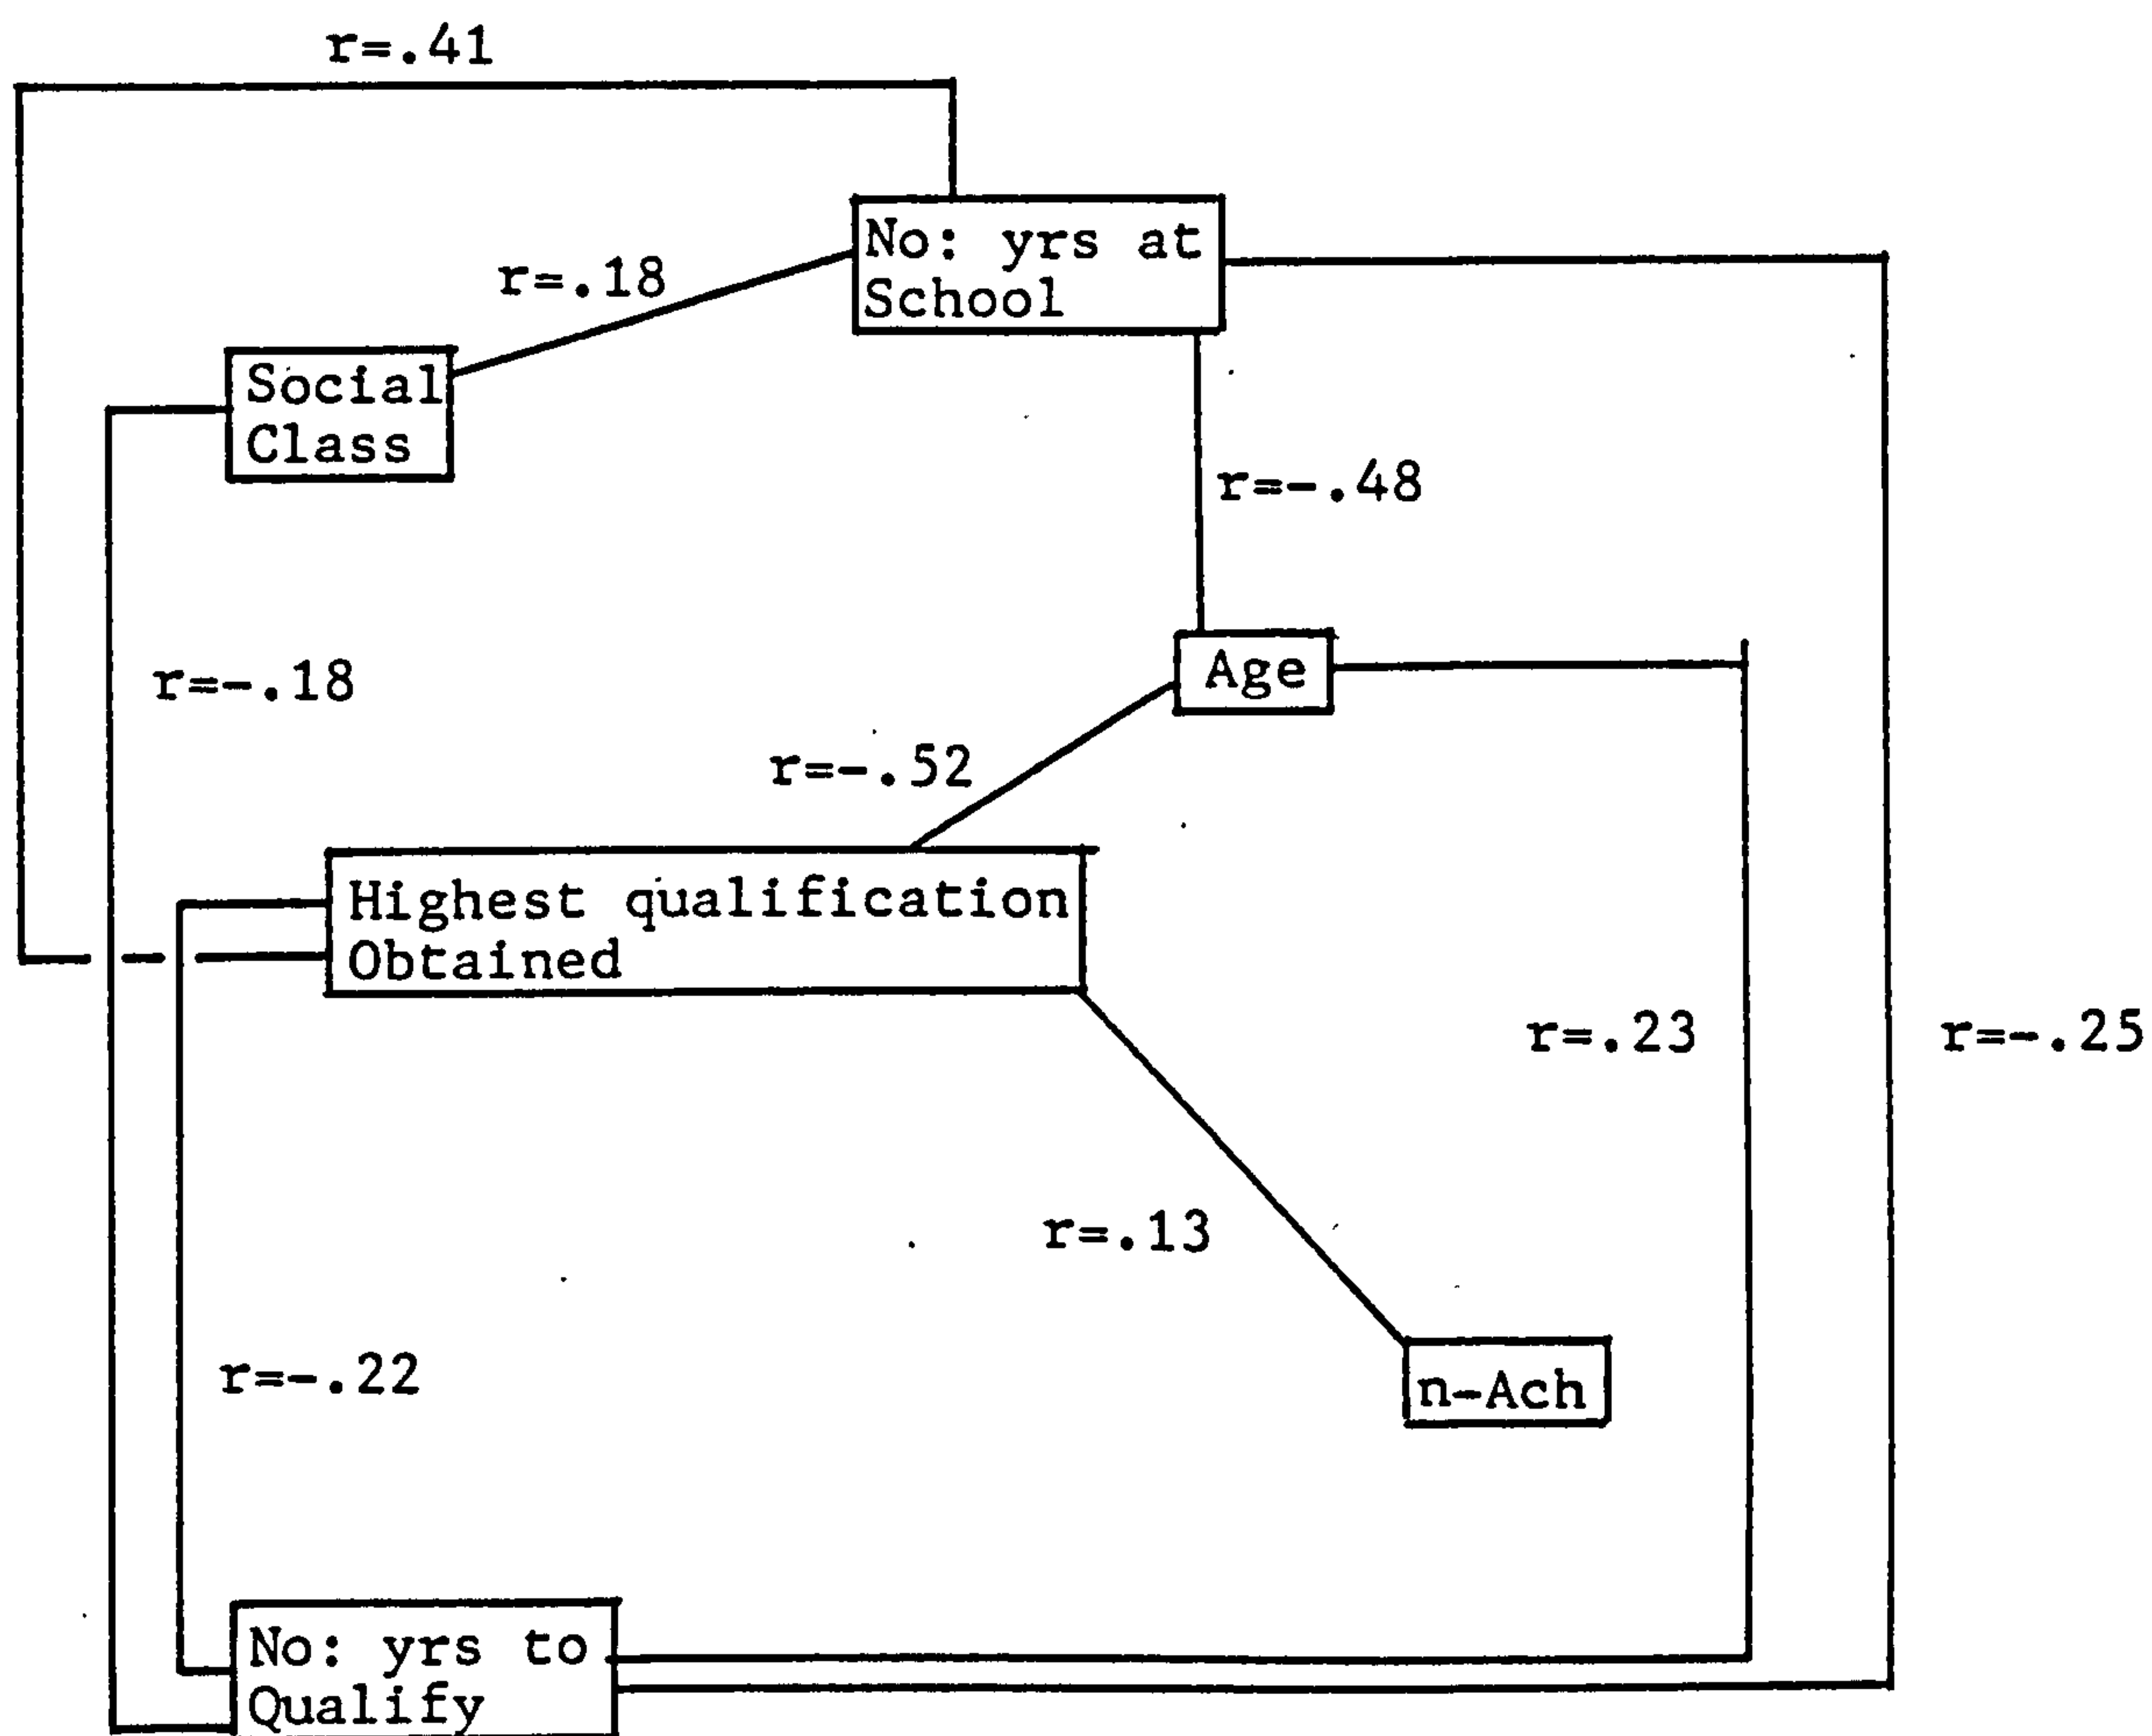 r=.41
No: yrs at
School
r=.18
Social
Class
r=-.48
r=-.18
Age
r=-.52
Highest qualification
Obtained
r=.23
r=-.25
r=.13
r=-.22
n-Ach
No: yrs to
Qualify